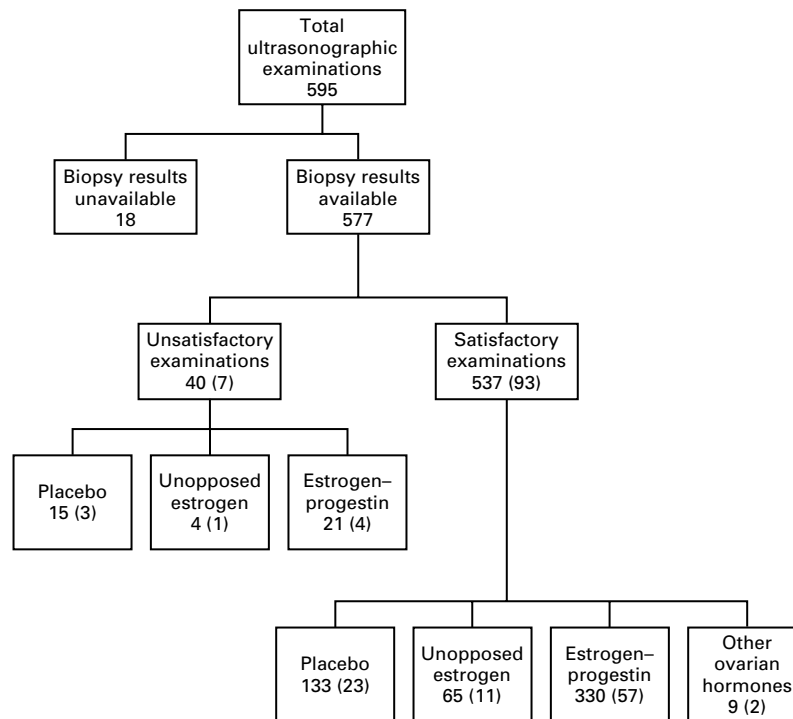 Total
ultrasonographic
examinations
595
Biopsy results
unavailable
18
Biopsy results
available
577
Unsatisfactory
examinations
40 (7)
Satisfactory
examinations
537 (93)
Placebo
15 (3)
Unopposed
estrogen
4 (1)
Estrogen–
progestin
21 (4)
Placebo
133 (23)
Unopposed
estrogen
65 (11)
Estrogen–
progestin
330 (57)
Other
ovarian
hormones
9 (2)